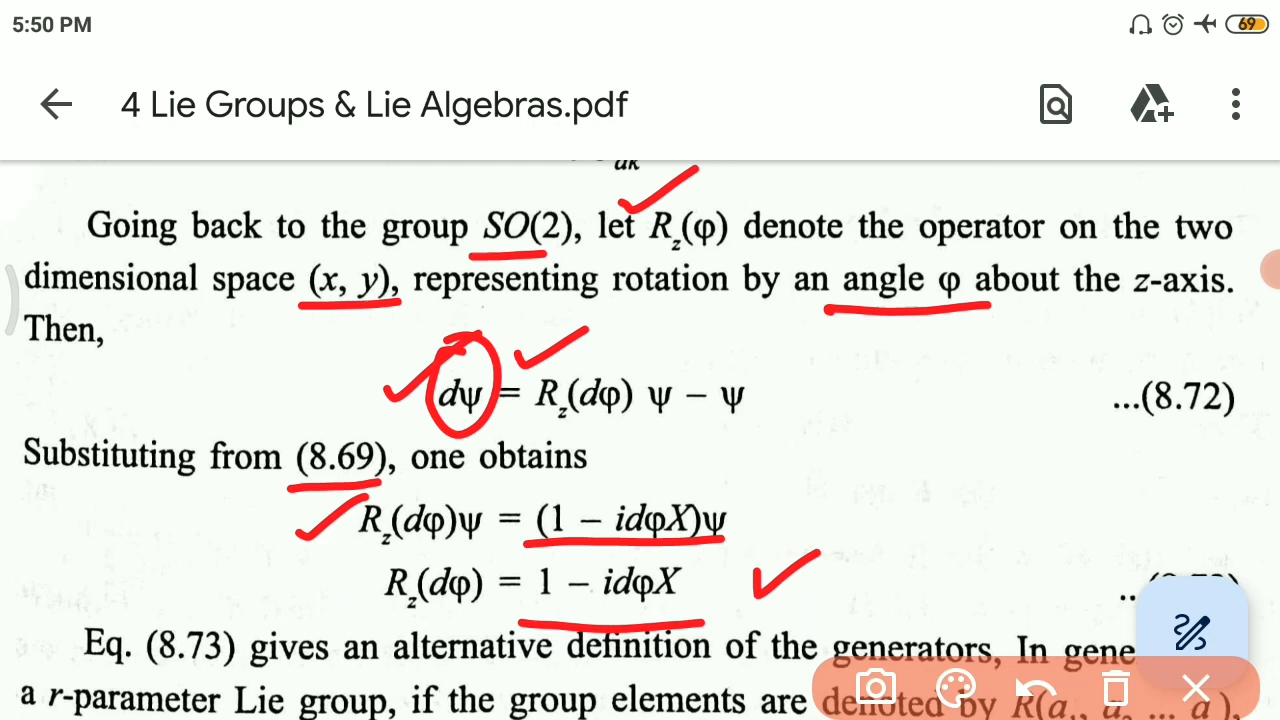 5:50 PM
69
4 Lie Groups & Lie Algebras.pdf
Going back to the group SO(2), let R_z(φ) denote the operator on the two
dimensional space (x, y), representing rotation by an angle φ about the z-axis.
Then,
dψ = R_z(dφ) ψ – ψ ...(8.72)
Substituting from (8.69), one obtains
R_z(dφ)ψ = (1 – idφX)ψ
R_z(dφ) = 1 – idφX
Eq. (8.73) gives an alternative definition of the generators, In gene
a r-parameter Lie group, if the group elements are denoted by R(a